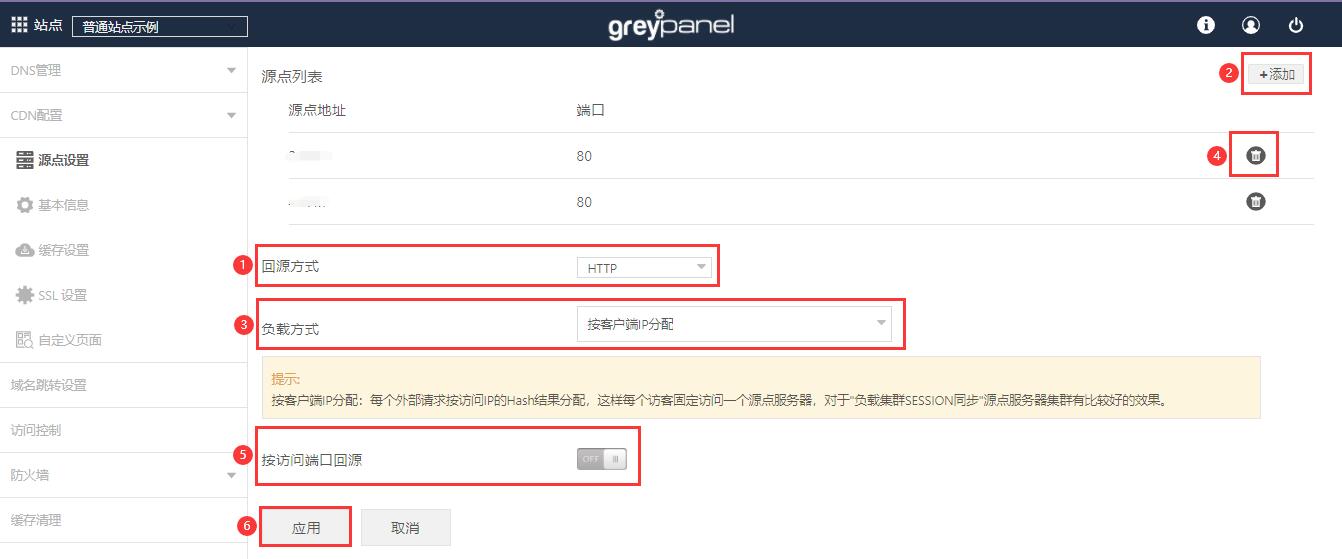 站点 普通站点示例 greypanel
DNS管理
CDN配置
源点设置
基本信息
缓存设置
SSL 设置
自定义页面
域名跳转设置
访问控制
防火墙
缓存清理
源点列表 2 +添加
源点地址 端口
80 4
80
1 回源方式 HTTP
3 负载方式 按客户端IP分配
提示:
按客户端IP分配：每个外部请求按访问IP的Hash结果分配，这样每个访客固定访问一个源点服务器，对于"负载集群SESSION同步"源点服务器集群有比较好的效果。
5 按访问端口回源 OFF
6 应用 取消